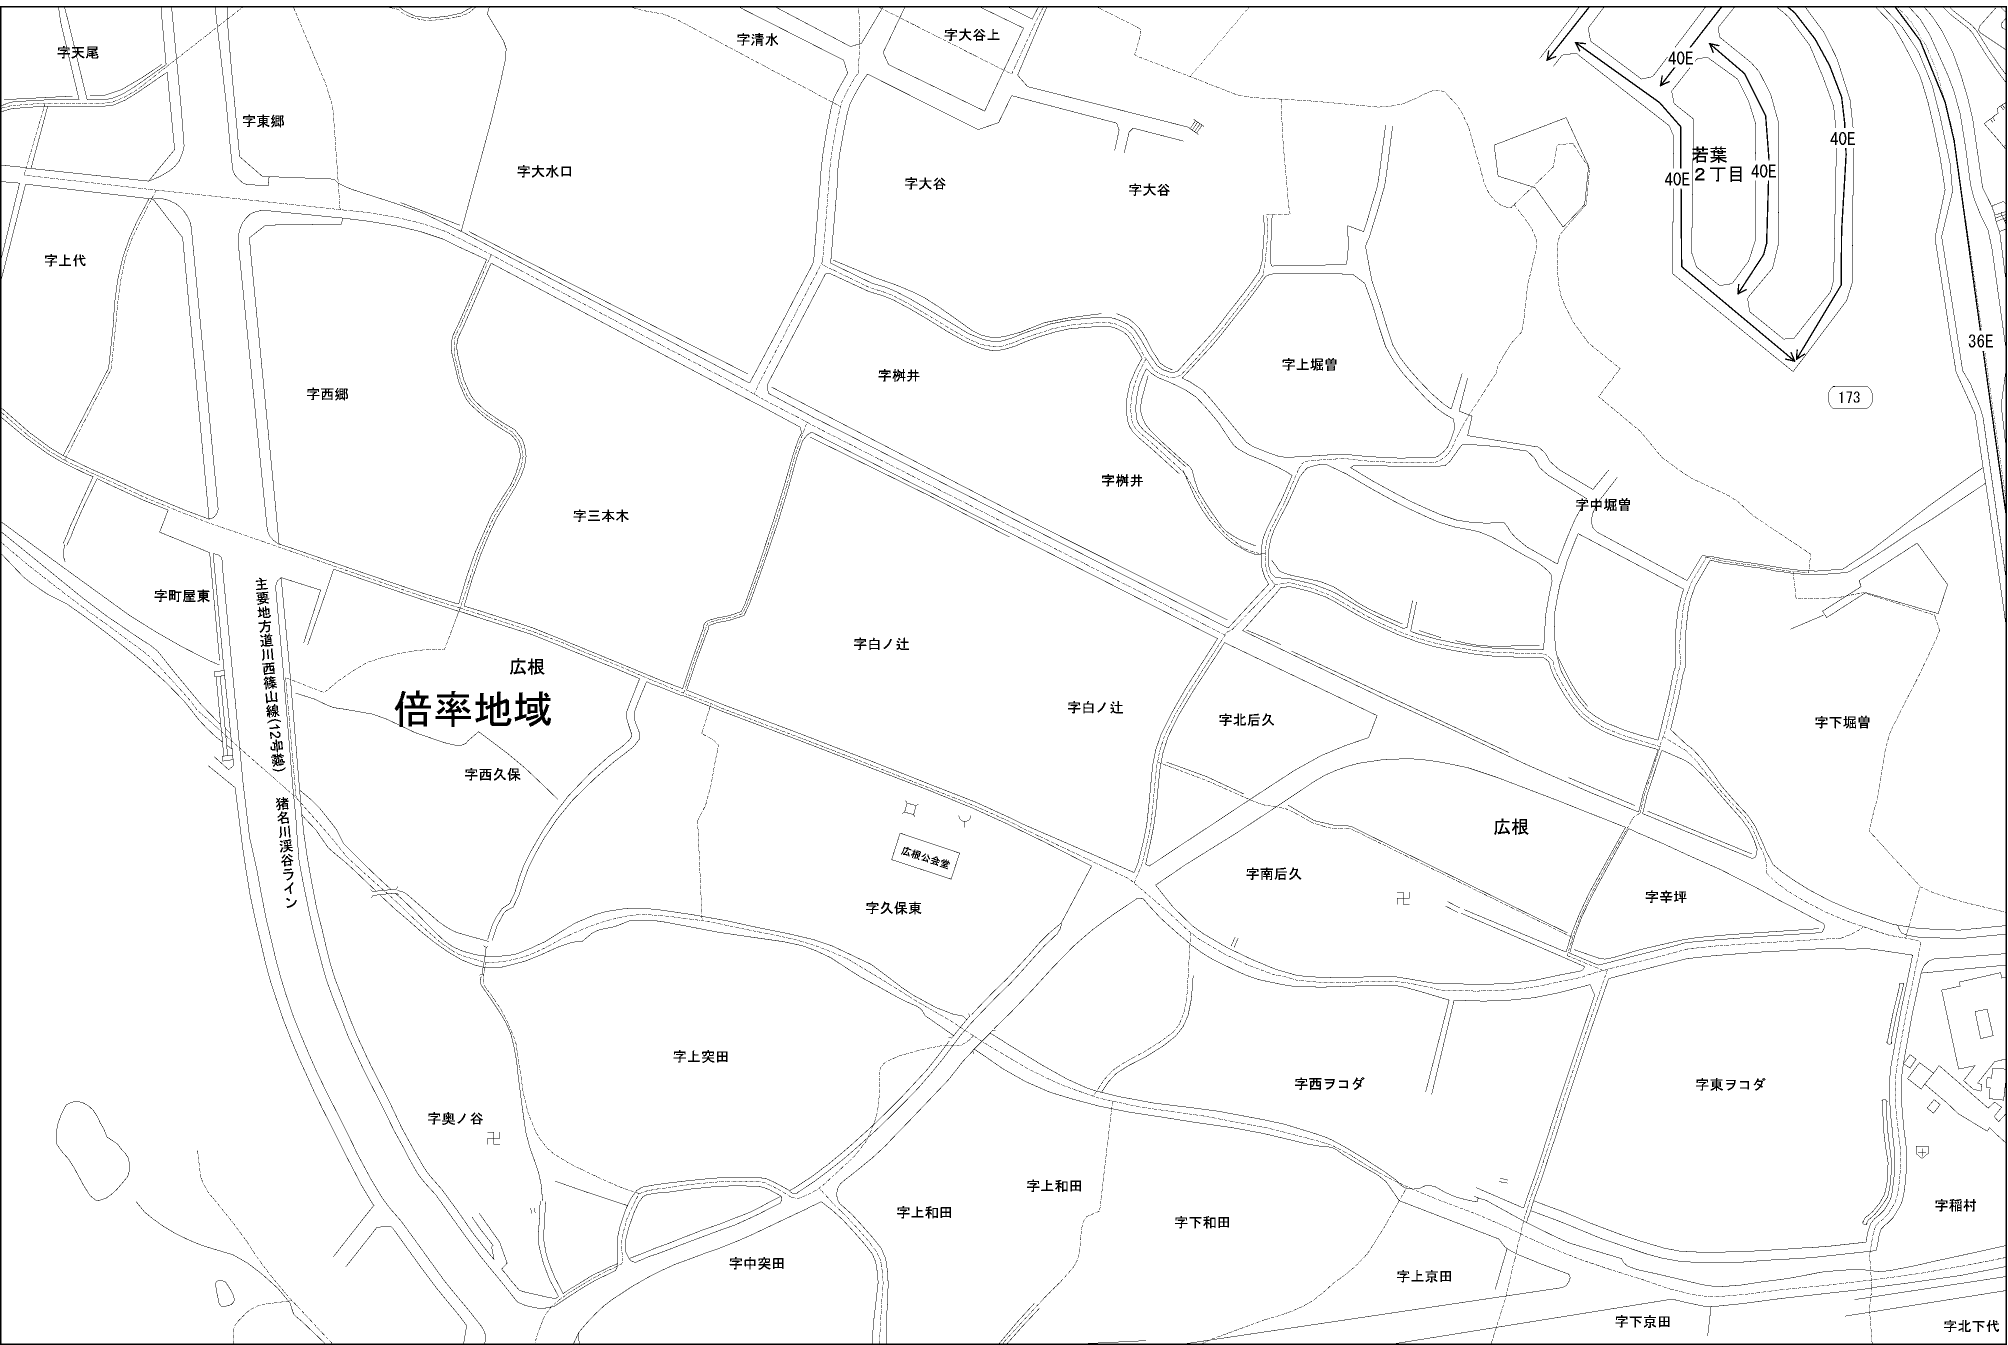 字天尾
字清水
字大谷上
40E
字東郷
40E
若葉
２丁目
40E
40E
字大水口
字大谷
字大谷
字上代
36E
字上堀曽
字桝井
字西郷
173
字桝井
字三本木
字中堀曽
字町屋東
主要地方道川西篠山線(12号線)
猪名川渓谷ライン
字白ノ辻
広根
倍率地域
字白ノ辻
字北后久
字下堀曽
字西久保
広根
広根公会堂
字南后久
字辛坪
字久保東
字上突田
字西ヲコダ
字東ヲコダ
字奥ノ谷
字上和田
字上和田
字下和田
字稲村
字中突田
字上京田
字下京田
字北下代